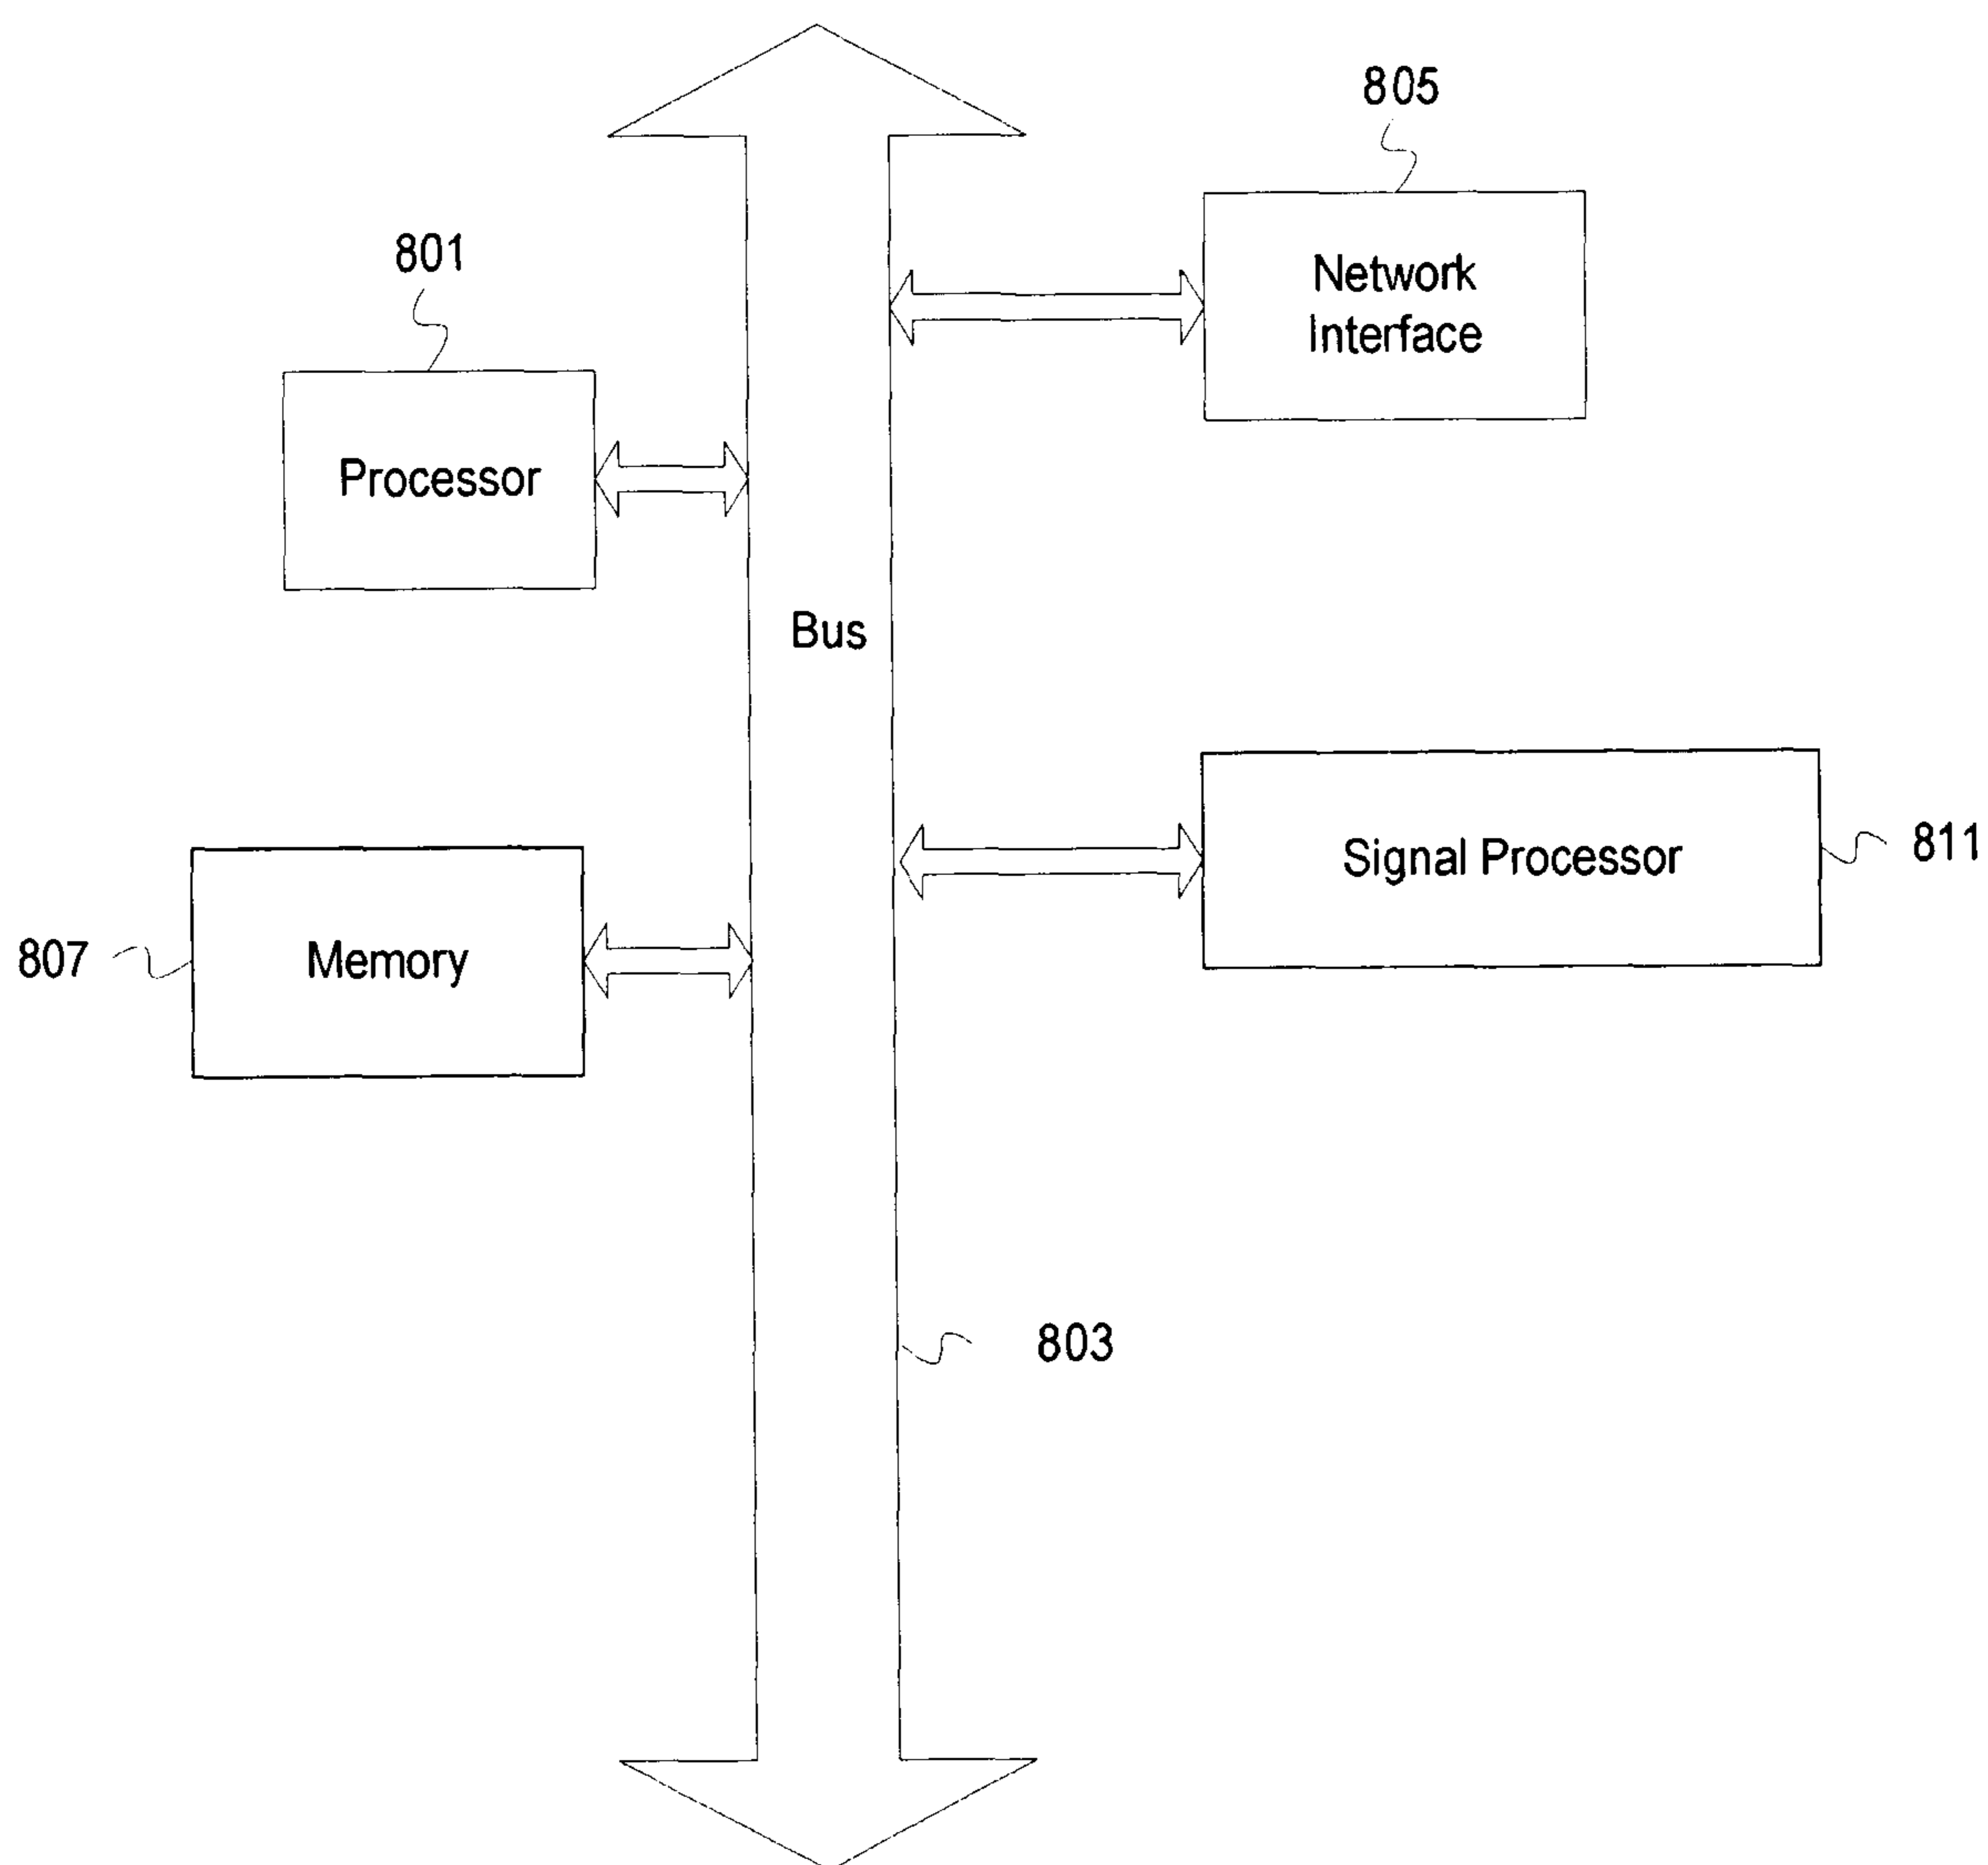 805
Network
Interface
801
Processor
Bus
Signal Processor
811
807
Memory
803